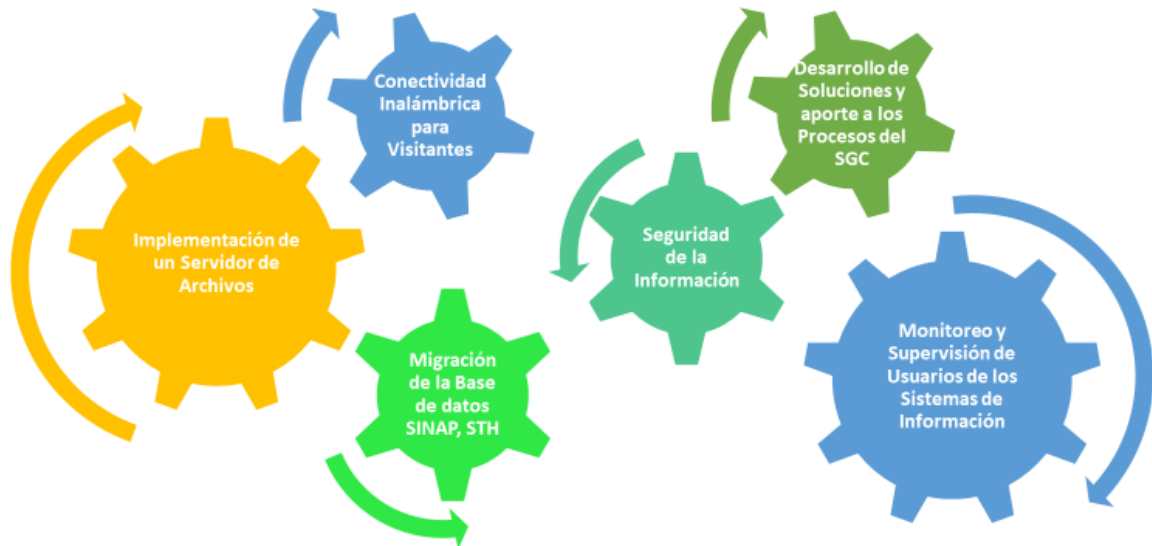 Conectividad
Inalámbrica
para
Visitantes
Implementación de
un Servidor de
Archivos
Migración
de la Base
de datos
SINAP, STH
Desarrollo de
Soluciones y
aporte a los
Procesos del
SGC
Seguridad
de la
Información
Monitoreo y
Supervisión de
Usuarios de los
Sistemas de
Información